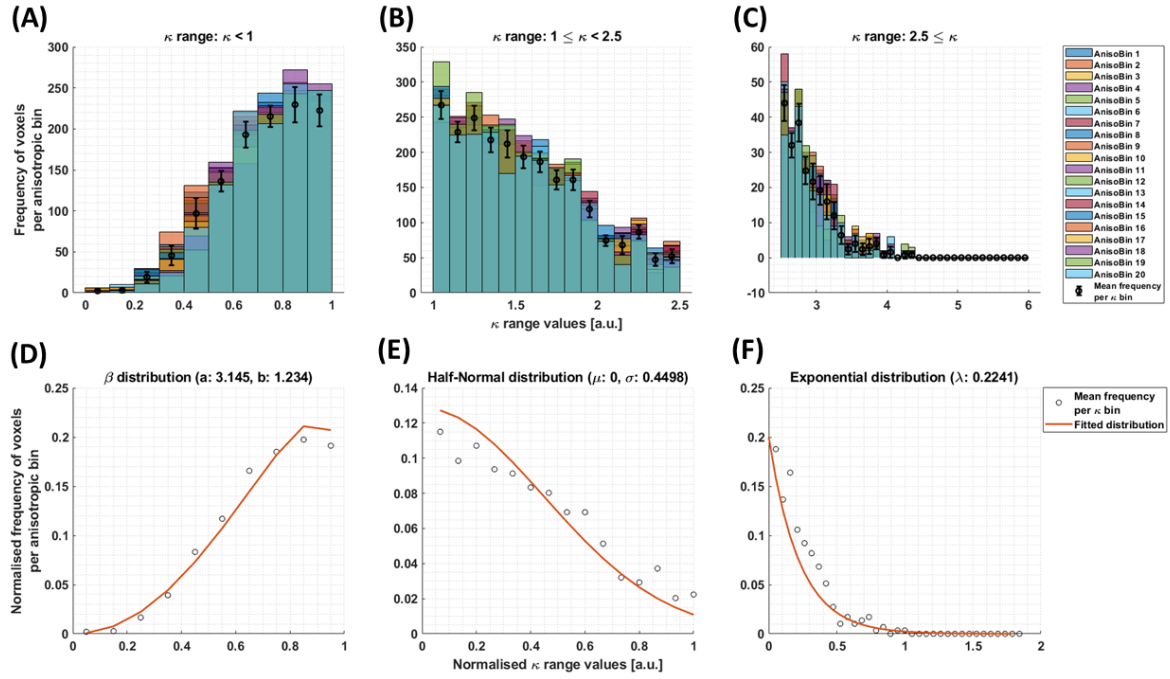 (A)
κ range: κ < 1
Frequency of voxels
per anisotropic bin
300
250
200
150
100
50
0
0 0.2 0.4 0.6 0.8 1
(B)
κ range: 1 ≤ κ < 2.5
350
300
250
200
150
100
50
0
1 1.5 2 2.5
κ range values [a.u.]
(C)
κ range: 2.5 ≤ κ
60
50
40
30
20
10
0
-10
3 4 5 6
AnisoBin 1
AnisoBin 2
AnisoBin 3
AnisoBin 4
AnisoBin 5
AnisoBin 6
AnisoBin 7
AnisoBin 8
AnisoBin 9
AnisoBin 10
AnisoBin 11
AnisoBin 12
AnisoBin 13
AnisoBin 14
AnisoBin 15
AnisoBin 16
AnisoBin 17
AnisoBin 18
AnisoBin 19
AnisoBin 20
Mean frequency
per κ bin
(D)
β distribution (a: 3.145, b: 1.234)
Normalised frequency of voxels
per anisotropic bin
0.25
0.2
0.15
0.1
0.05
0
0 0.2 0.4 0.6 0.8 1
(E)
Half-Normal distribution (μ: 0, σ: 0.4498)
0.14
0.12
0.1
0.08
0.06
0.04
0.02
0
0 0.2 0.4 0.6 0.8 1
Normalised κ range values [a.u.]
(F)
Exponential distribution (λ: 0.2241)
0.25
0.2
0.15
0.1
0.05
0
0 0.5 1 1.5 2
Mean frequency
per κ bin
Fitted distribution